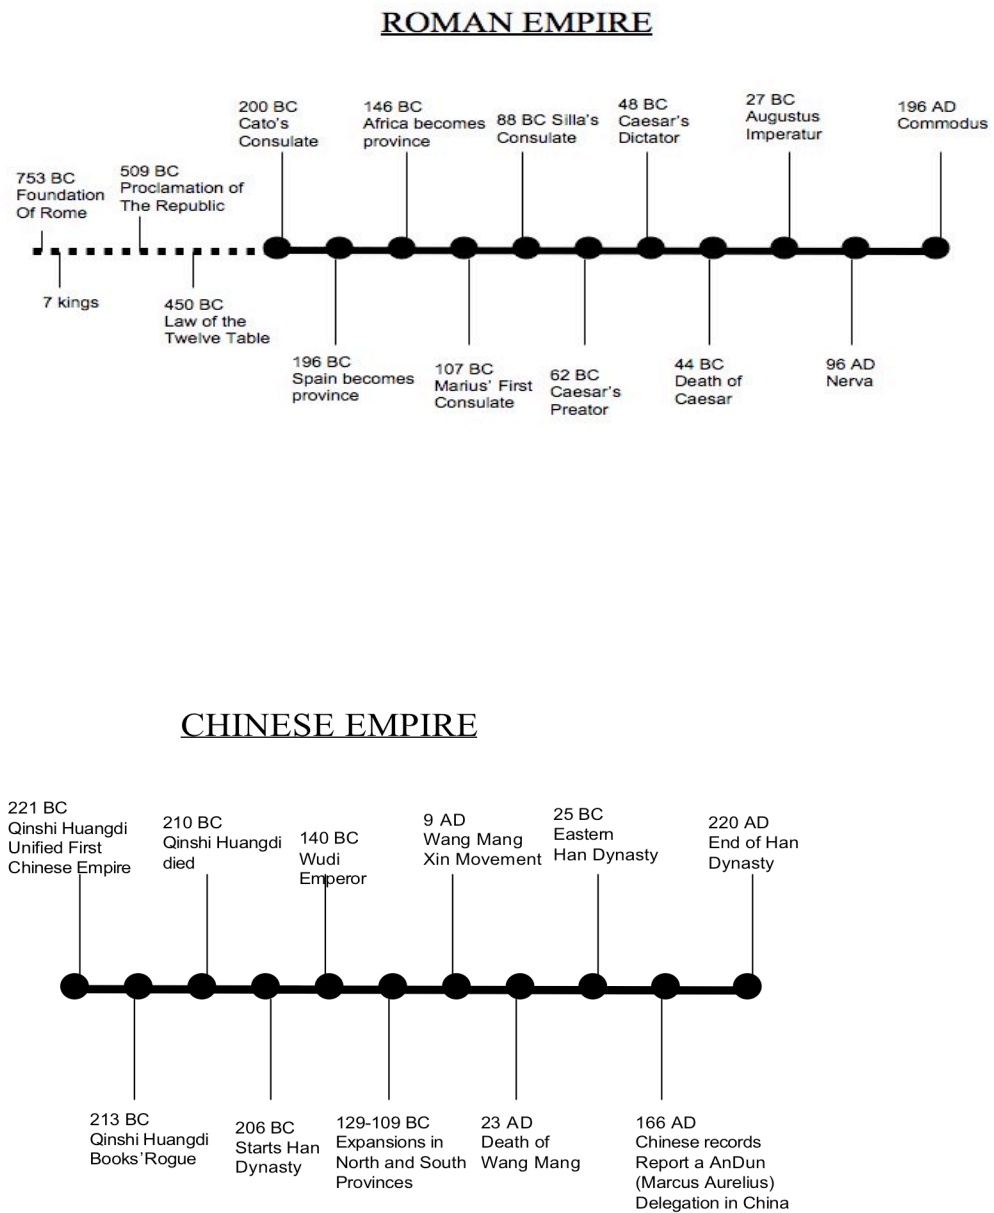 ROMAN EMPIRE
753 BC
Foundation
Of Rome
7 kings
509 BC
Proclamation of
The Republic
450 BC
Law of the
Twelve Table
200 BC
Cato's
Consulate
196 BC
Spain becomes
province
146 BC
Africa becomes
province
107 BC
Marius' First
Consulate
88 BC Silla's
Consulate
62 BC
Caesar's
Preator
48 BC
Caesar's
Dictator
44 BC
Death of
Caesar
27 BC
Augustus
Imperatur
96 AD
Nerva
196 AD
Commodus
CHINESE EMPIRE
221 BC
Qinshi Huangdi
Unified First
Chinese Empire
213 BC
Qinshi Huangdi
Books'Rogue
210 BC
Qinshi Huangdi
died
206 BC
Starts Han
Dynasty
140 BC
Wudi
Emperor
129-109 BC
Expansions in
North and South
Provinces
9 AD
Wang Mang
Xin Movement
23 AD
Death of
Wang Mang
25 BC
Eastern
Han Dynasty
166 AD
Chinese records
Report a AnDun
(Marcus Aurelius)
Delegation in China
220 AD
End of Han
Dynasty